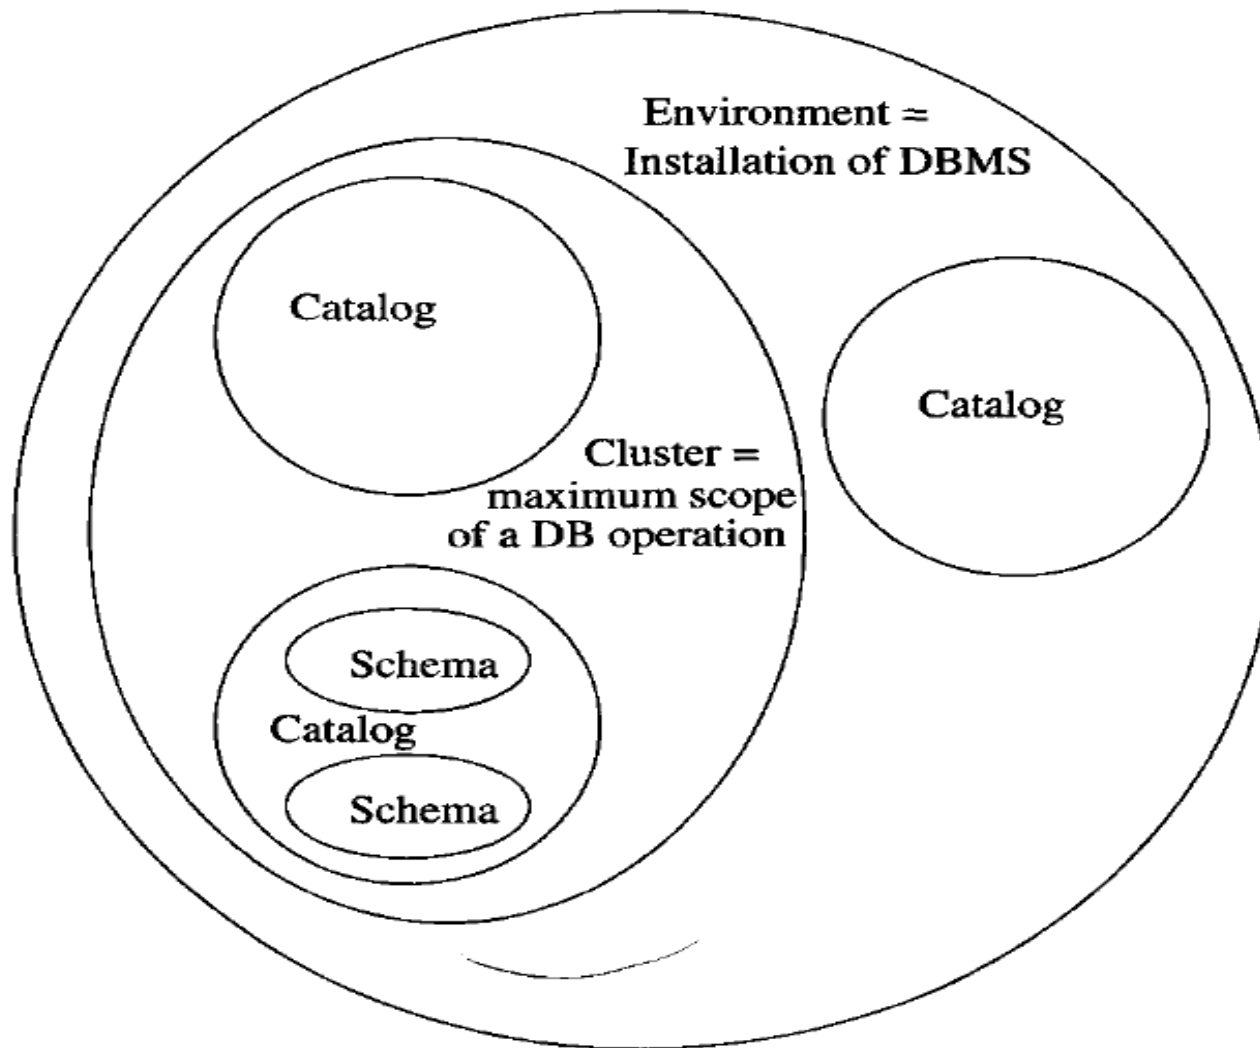 Environment =
Installation of DBMS
Catalog
Catalog
Cluster =
maximum scope
of a DB operation
Schema
Catalog
Schema